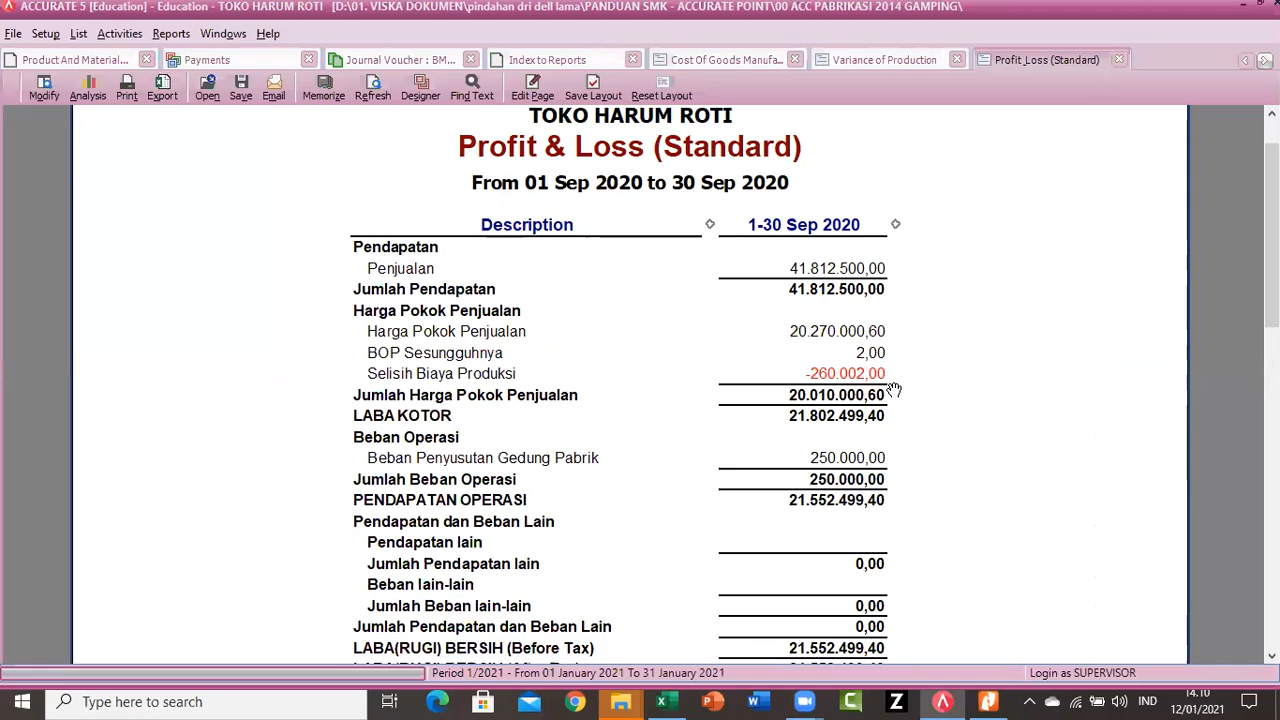 ACCURATE 5 [Education] - Education - TOKO HARUM ROTI [D:\01. VISKA DOKUMEN\pindahan dri dell lama\PANDUAN SMK - ACCURATE POINT\00 ACC PABRIKASI 2014 GAMPING\
File Setup List Activities Reports Windows Help
Product And Material... Payments Journal Voucher : BM... Index to Reports Cost Of Goods Manufa... Variance of Production Profit_Loss (Standard)
Modify Analysis Print Export Open Save Email Memorize Refresh Designer Find Text Edit Page Save Layout Reset Layout
TOKO HARUM ROTI
Profit & Loss (Standard)
From 01 Sep 2020 to 30 Sep 2020
Description 1-30 Sep 2020
Pendapatan
Penjualan 41.812.500,00
Jumlah Pendapatan 41.812.500,00
Harga Pokok Penjualan
Harga Pokok Penjualan 20.270.000,60
BOP Sesungguhnya 2,00
Selisih Biaya Produksi -260.002,00
Jumlah Harga Pokok Penjualan 20.010.000,60
LABA KOTOR 21.802.499,40
Beban Operasi
Beban Penyusutan Gedung Pabrik 250.000,00
Jumlah Beban Operasi 250.000,00
PENDAPATAN OPERASI 21.552.499,40
Pendapatan dan Beban Lain
Pendapatan lain
Jumlah Pendapatan lain 0,00
Beban lain-lain
Jumlah Beban lain-lain 0,00
Jumlah Pendapatan dan Beban Lain 0,00
LABA(RUGI) BERSIH (Before Tax) 21.552.499,40
Period 1/2021 - From 01 January 2021 To 31 January 2021 Login as SUPERVISOR
Type here to search IND 14.10
12/01/2021